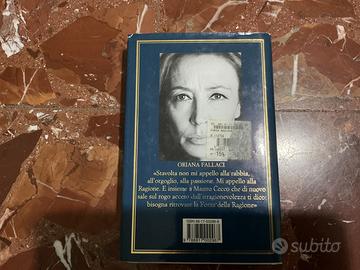 ORIANA FALLACI
«Stavolta non mi appello alla rabbia,
all'orgoglio, alla passione. Mi appello alla
Ragione. E insieme a Mastro Cecco che di nuovo
sale sul rogo acceso dall'irragionevolezza ti dico:
bisogna ritrovare la Forza della Ragione»
subito